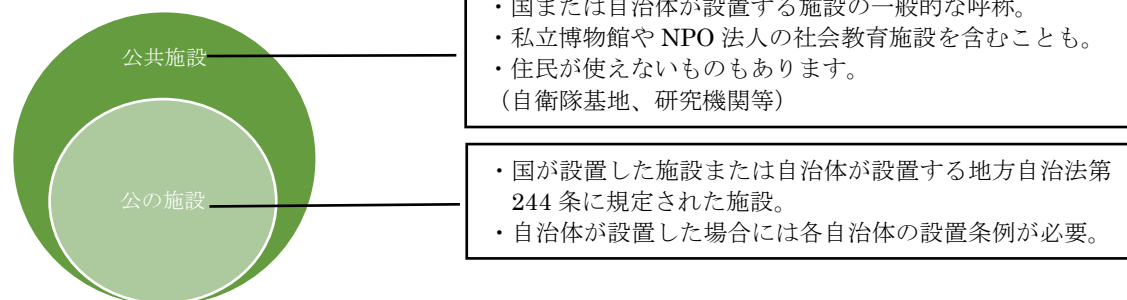 ・国または自治体が設置する施設の一般的な呼称。
・私立博物館や NPO 法人の社会教育施設を含むことも。
・住民が使えないものもあります。
（自衛隊基地、研究機関等）
公共施設
・国が設置した施設または自治体が設置する地方自治法第
244 条に規定された施設。
・自治体が設置した場合には各自治体の設置条例が必要。
公の施設